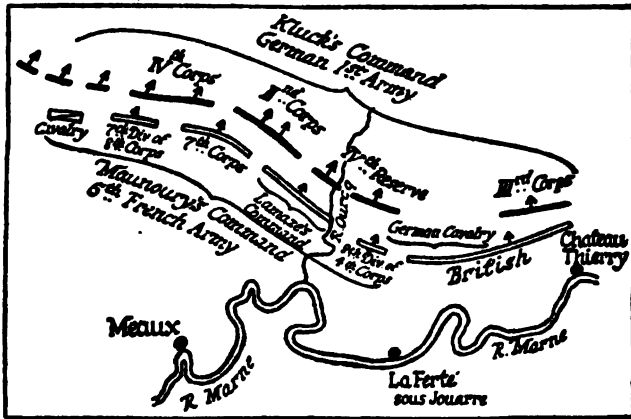 Kluck's Command
German 1st Army
IVth Corps
IInd Corps
IVth Reserve
IIIrd Corps
Cavalry
7th Div of
8th Corps
7th Corps
Lamaze's
Command
R. Ourcq
Maunoury's Command
6th French Army
German Cavalry
8th Div of
4th Corps
British
Chateau
Thierry
Meaux
R. Marne
La Ferté
sous Jouarre
R. Marne